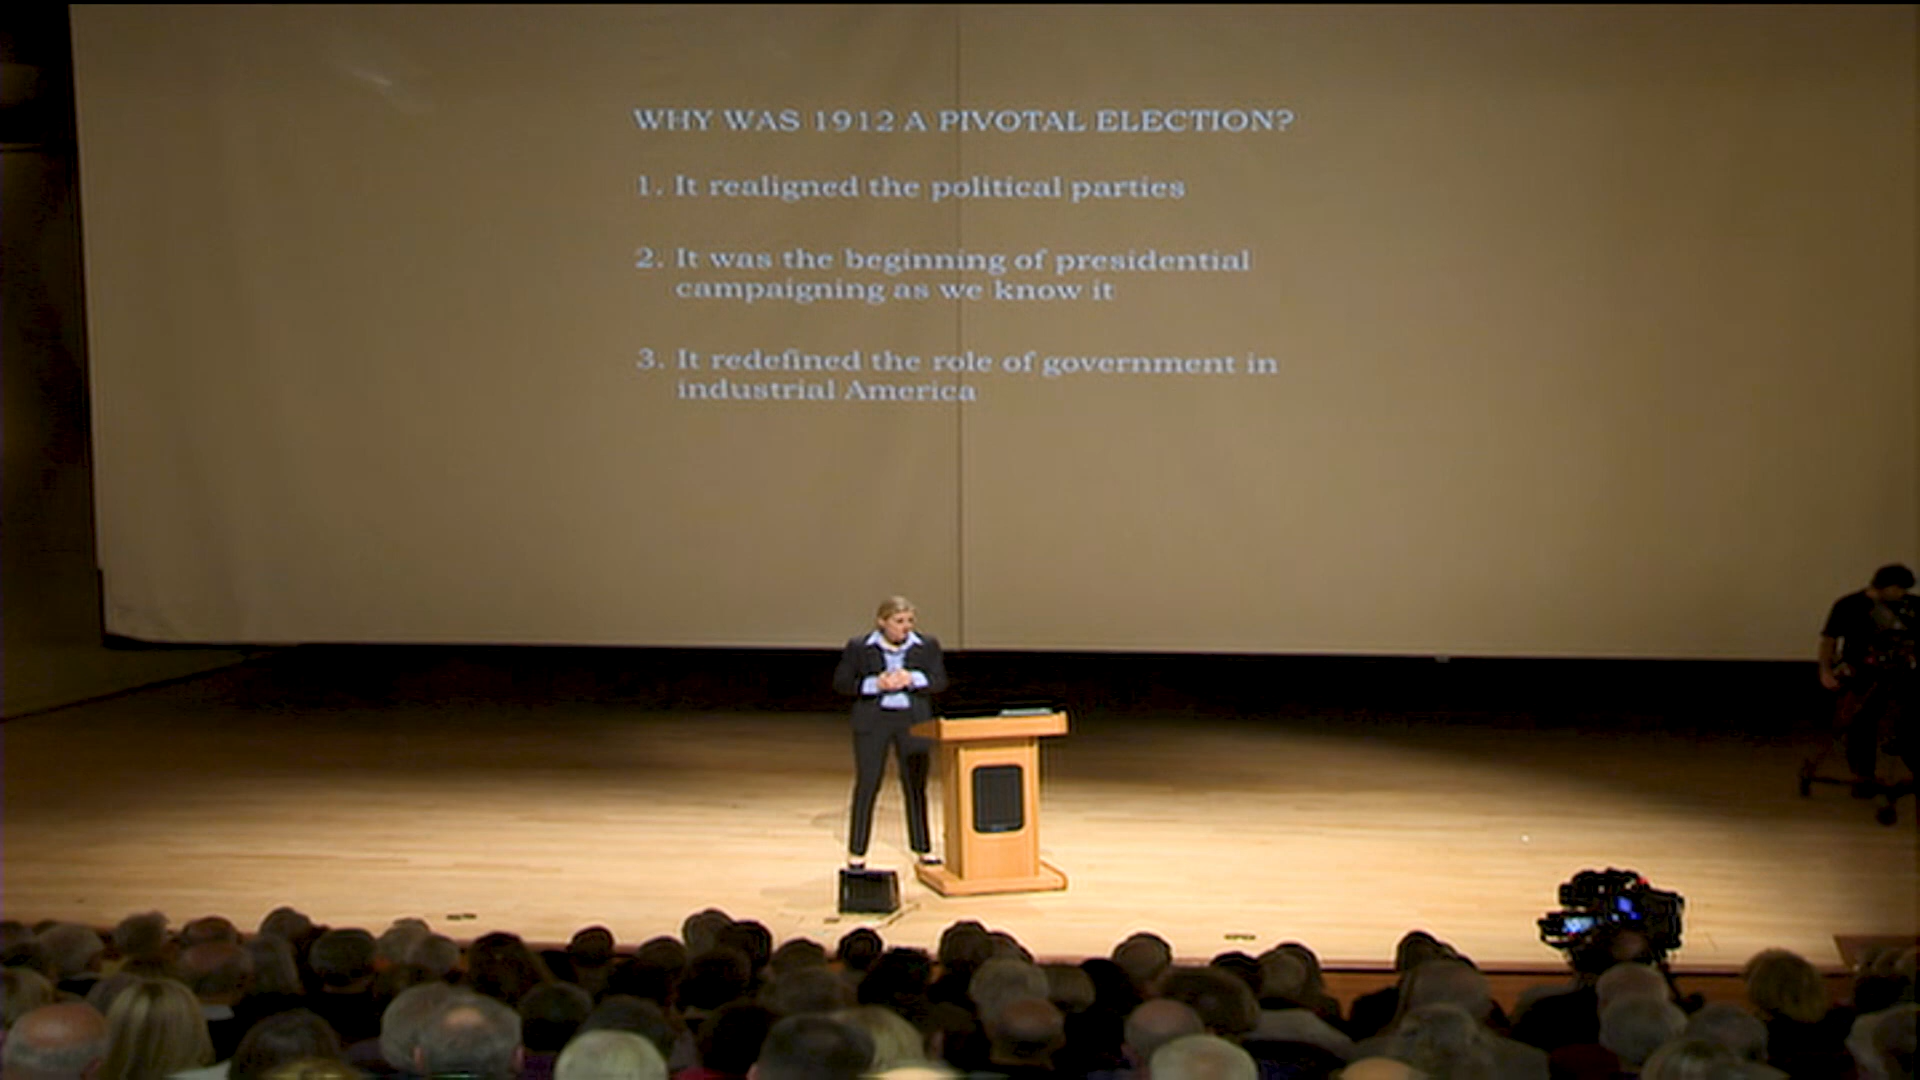 WHY WAS 1912 A PIVOTAL ELECTION?
1. It realigned the political parties
2. It was the beginning of presidential
campaigning as we know it
3. It redefined the role of government in
industrial America